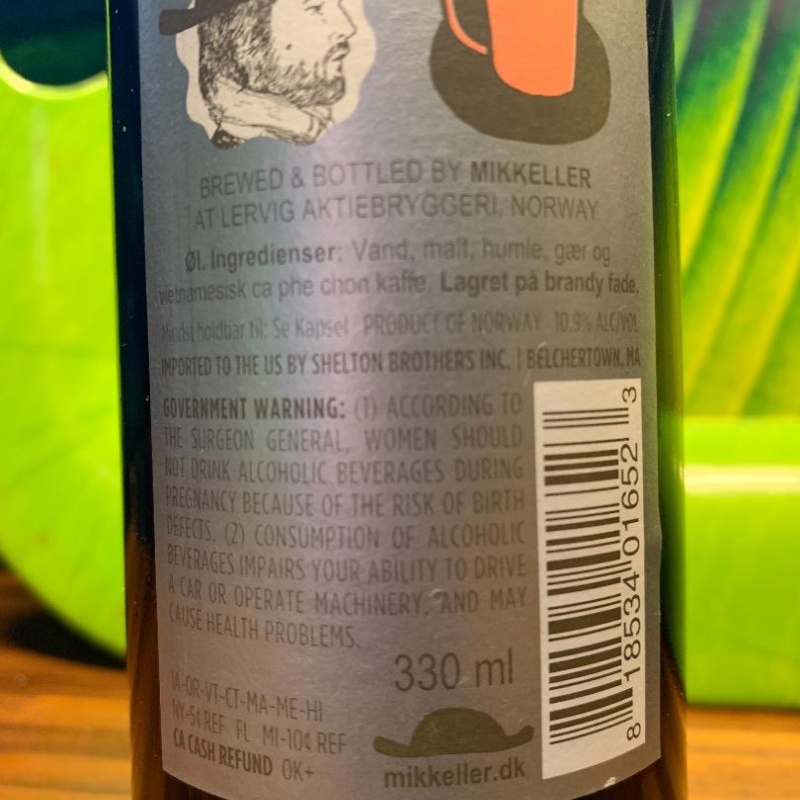 BREWED & BOTTLED BY MIKKELLER
AT LERVIG AKTIEBRYGGERI, NORWAY
Øl. Ingredienser: Vand, malt, humle, gær og
vietnamesisk ca phe chon kaffe. Lagret på brandy fade.
Mindst holdbar til: Se Kapsel PRODUCT OF NORWAY 10.9% ALC/VOL
IMPORTED TO THE US BY SHELTON BROTHERS INC. | BELCHERTOWN, MA
GOVERNMENT WARNING: (1) ACCORDING TO
THE SURGEON GENERAL, WOMEN SHOULD
NOT DRINK ALCOHOLIC BEVERAGES DURING
PREGNANCY BECAUSE OF THE RISK OF BIRTH
DEFECTS. (2) CONSUMPTION OF ALCOHOLIC
BEVERAGES IMPAIRS YOUR ABILITY TO DRIVE
A CAR OR OPERATE MACHINERY, AND MAY
CAUSE HEALTH PROBLEMS.
330 ml
IA-OR-VT-CT-MA-ME-HI
NY-5¢ REF FL MI-10¢ REF
CA CASH REFUND OK+
mikkeller.dk
8 18534 01652 3